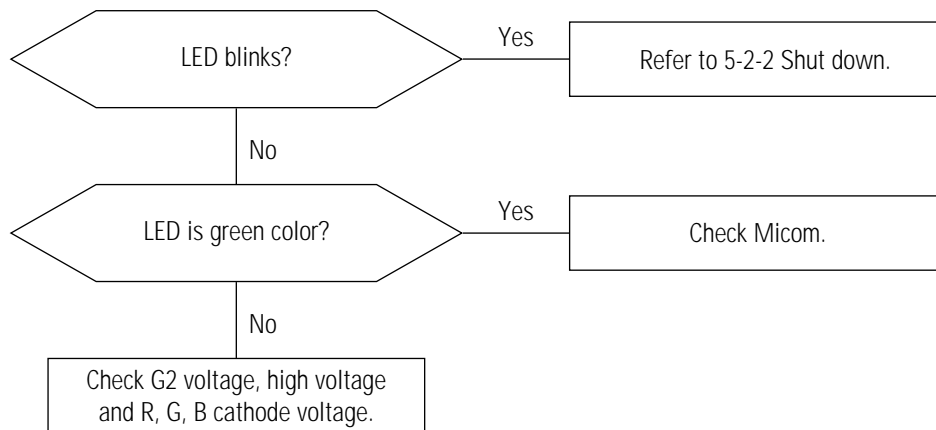 LED blinks?
Yes
Refer to 5-2-2 Shut down.
No
LED is green color?
Yes
Check Micom.
No
Check G2 voltage, high voltage
and R, G, B cathode voltage.